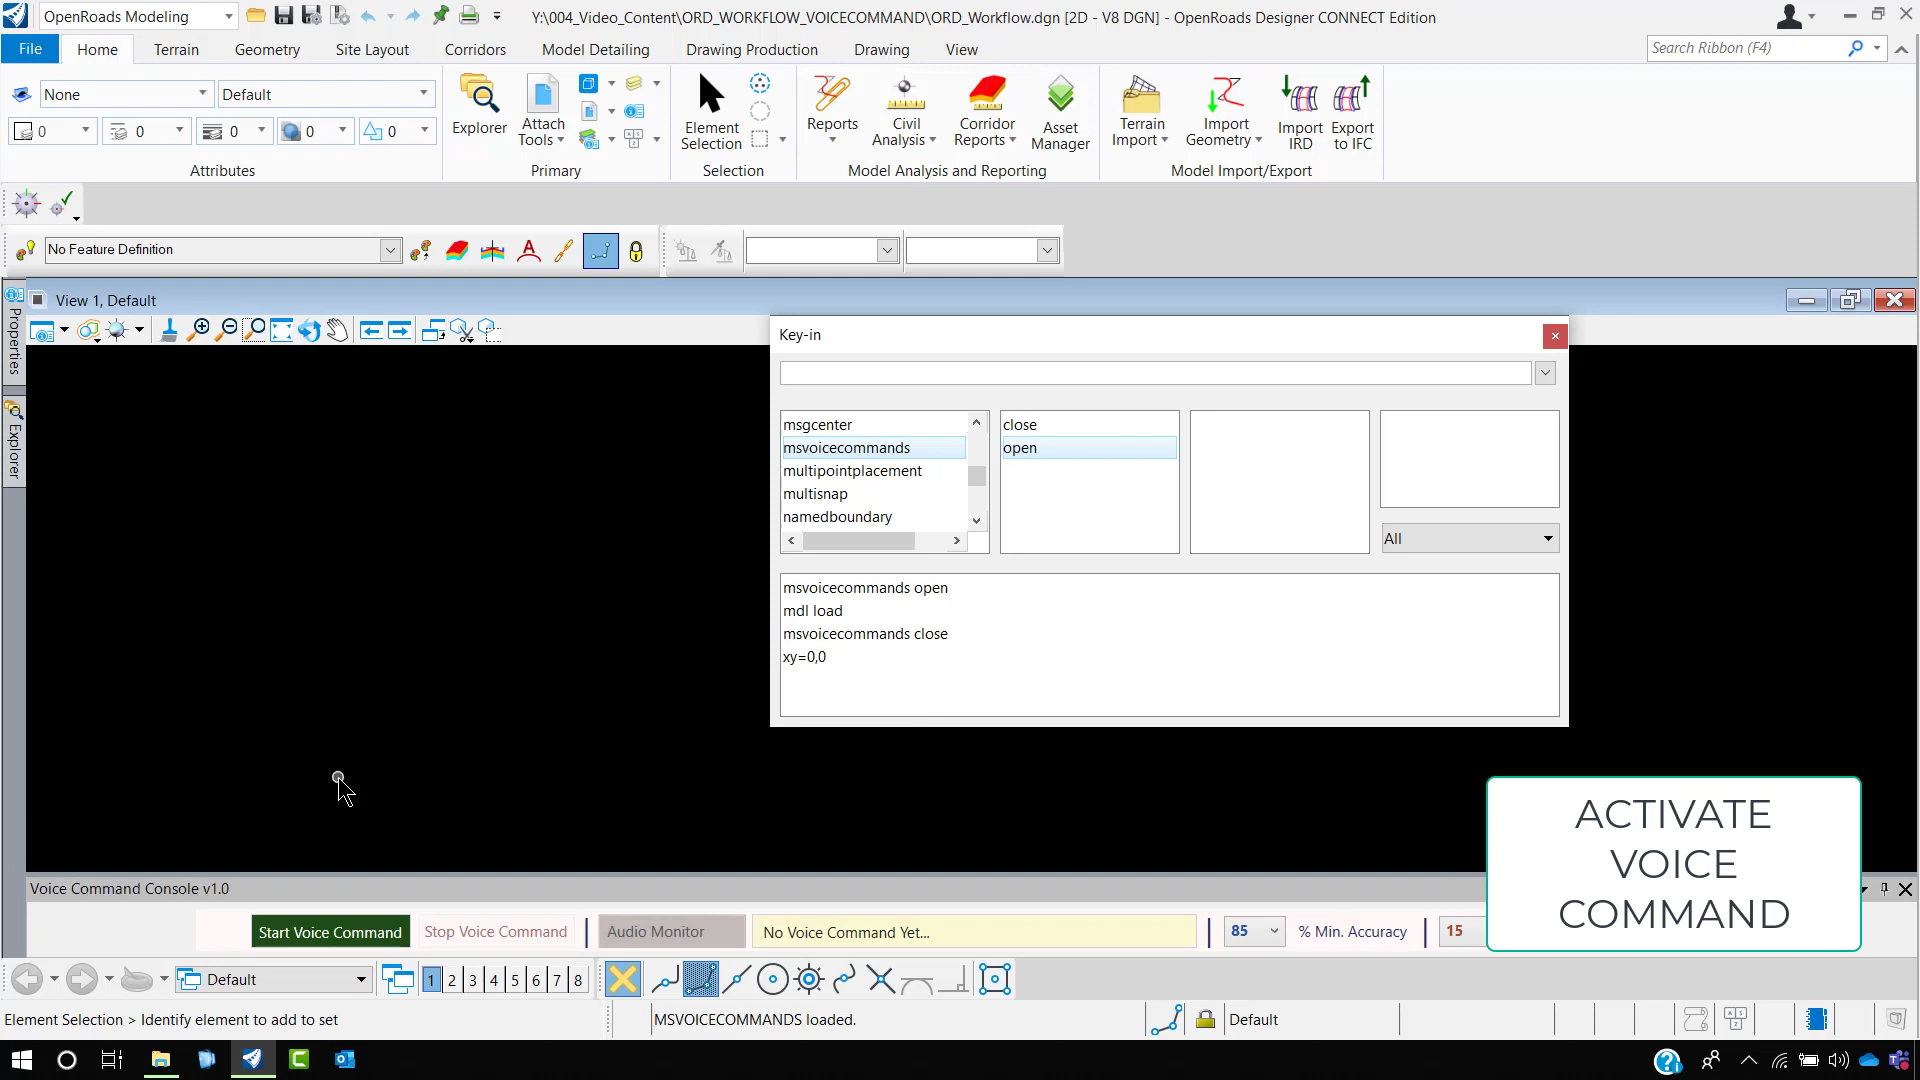 OpenRoads Modeling
Y:\004_Video_Content\ORD_WORKFLOW_VOICECOMMAND\ORD_Workflow.dgn [2D - V8 DGN] - OpenRoads Designer CONNECT Edition
File Home Terrain Geometry Site Layout Corridors Model Detailing Drawing Production Drawing View
Search Ribbon (F4)
None Default
0 0 0 0 0
Attributes
Explorer
Attach Tools
Primary
Element Selection
Selection
Reports
Civil Analysis
Corridor Reports
Asset Manager
Model Analysis and Reporting
Terrain Import
Import Geometry
Import IRD
Export to IFC
Model Import/Export
No Feature Definition
View 1, Default
Properties
Explorer
Key-in
msgcenter
msvoicecommands
multipointplacement
multisnap
namedboundary
close
open
All
msvoicecommands open
mdl load
msvoicecommands close
xy=0,0
ACTIVATE
VOICE
COMMAND
Voice Command Console v1.0
Start Voice Command Stop Voice Command Audio Monitor No Voice Command Yet... 85 % Min. Accuracy 15
Default 1 2 3 4 5 6 7 8
Element Selection > Identify element to add to set MSVOICECOMMANDS loaded. Default